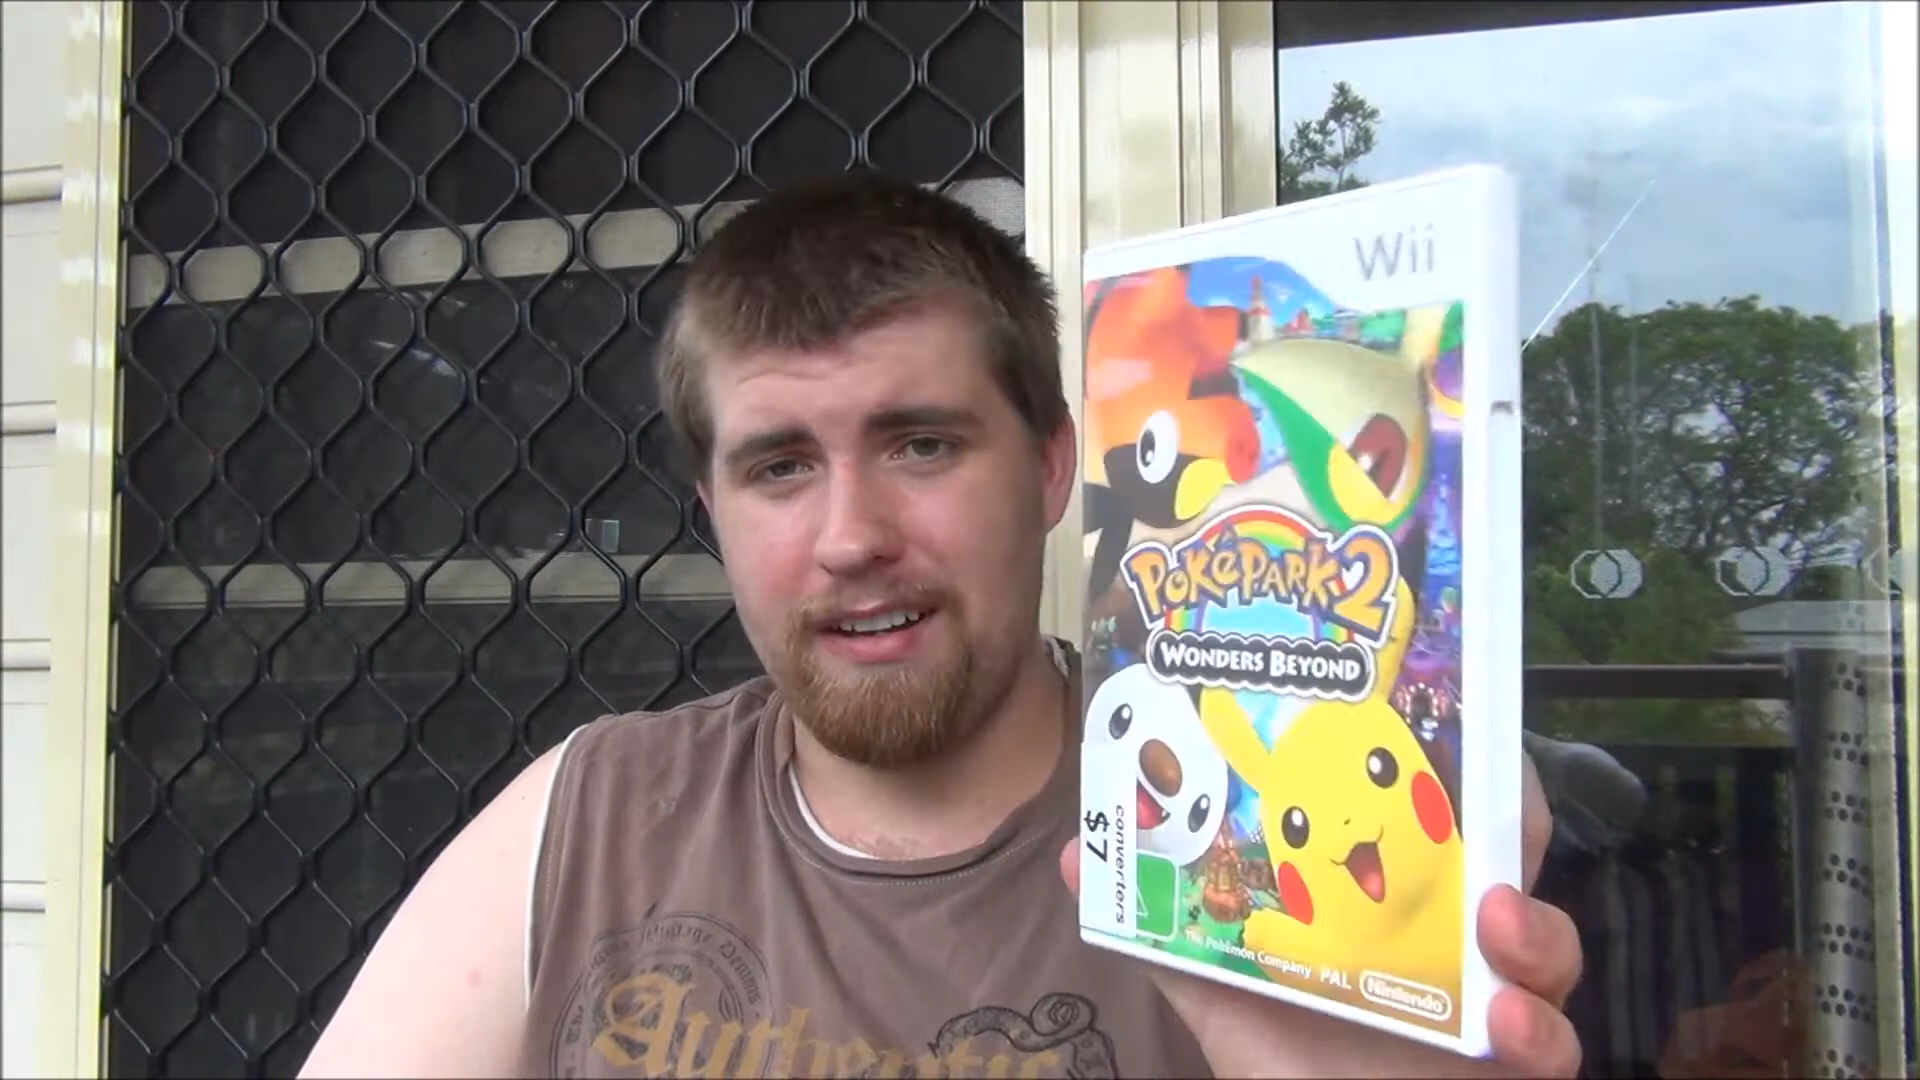 Wii
POKÉPARK 2
WONDERS BEYOND
converters
$7
The Pokémon Company PAL Nintendo
Authentic